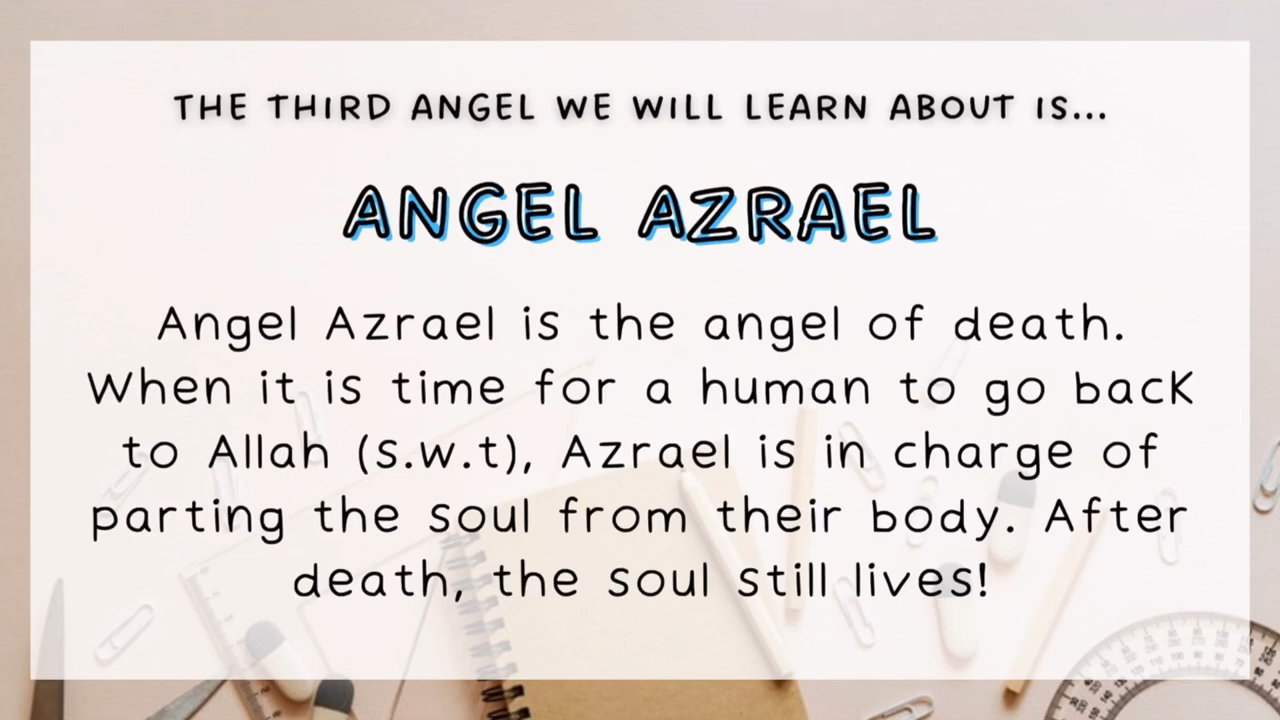 THE THIRD ANGEL WE WILL LEARN ABOUT IS...
ANGEL AZRAEL
Angel Azrael is the angel of death.
When it is time for a human to go back
to Allah (s.w.t), Azrael is in charge of
parting the soul from their body. After
death, the soul still lives!